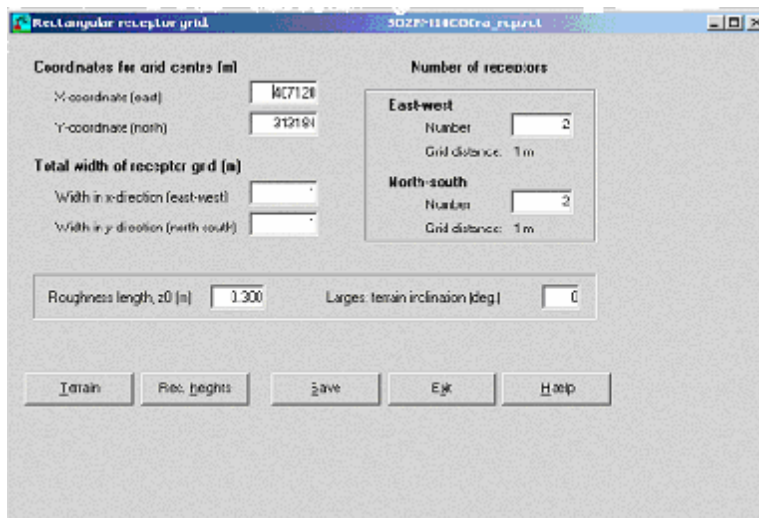 Rectangular receptor grid
Coordinates for grid centre (m)
X-coordinate (east) 407120
Y-coordinate (north)
Total width of receptor grid (m)
Width in x-direction (east-west)
Width in y-direction (north-south)
Number of receptors
East-west
Number 2
Grid distance: 1 m
North-south
Number 2
Grid distance: 1 m
Roughness length, z0 (m) 0.300 Larges: terrain inclination (deg.) 0
Terrain Rec. heights Save Exit Hælp